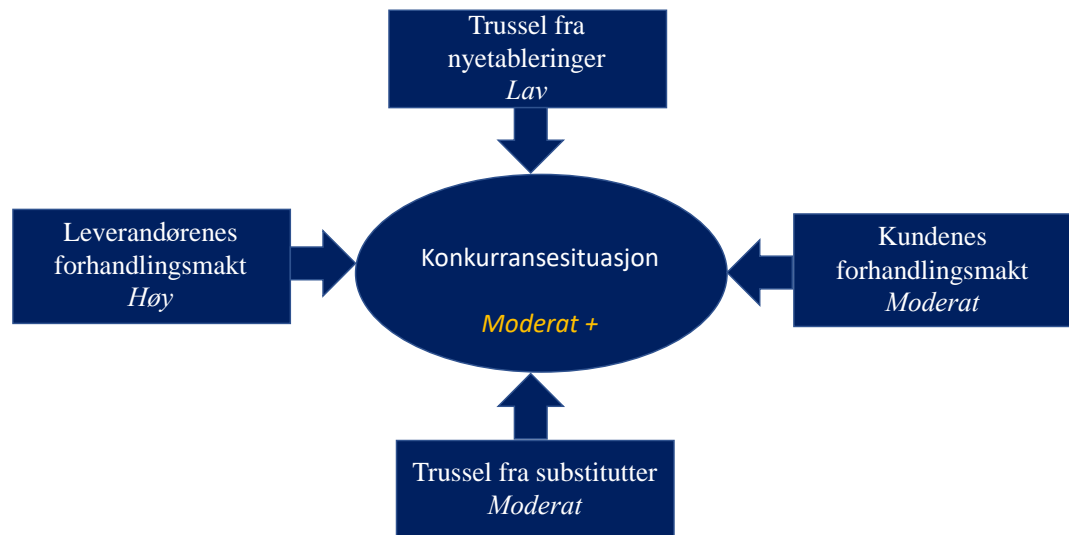 Trussel fra
nyetableringer
Lav
Leverandørenes
forhandlingsmakt
Høy
Konkurransesituasjon
Moderat +
Kundenes
forhandlingsmakt
Moderat
Trussel fra substitutter
Moderat